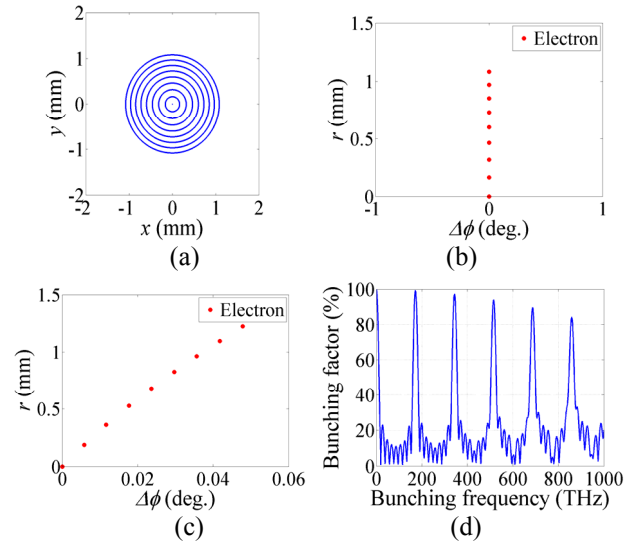 2
1
0
-1
-2
-2 -1 0 1 2
y (mm)
x (mm)
(a)
1.5
1
0.5
0
-1 0 1
r (mm)
Electron
Δϕ (deg.)
(b)
1.5
1
0.5
0
0 0.02 0.04 0.06
r (mm)
Electron
Δϕ (deg.)
(c)
100
80
60
40
20
0
0 200 400 600 800 1000
Bunching factor (%)
Bunching frequency (THz)
(d)